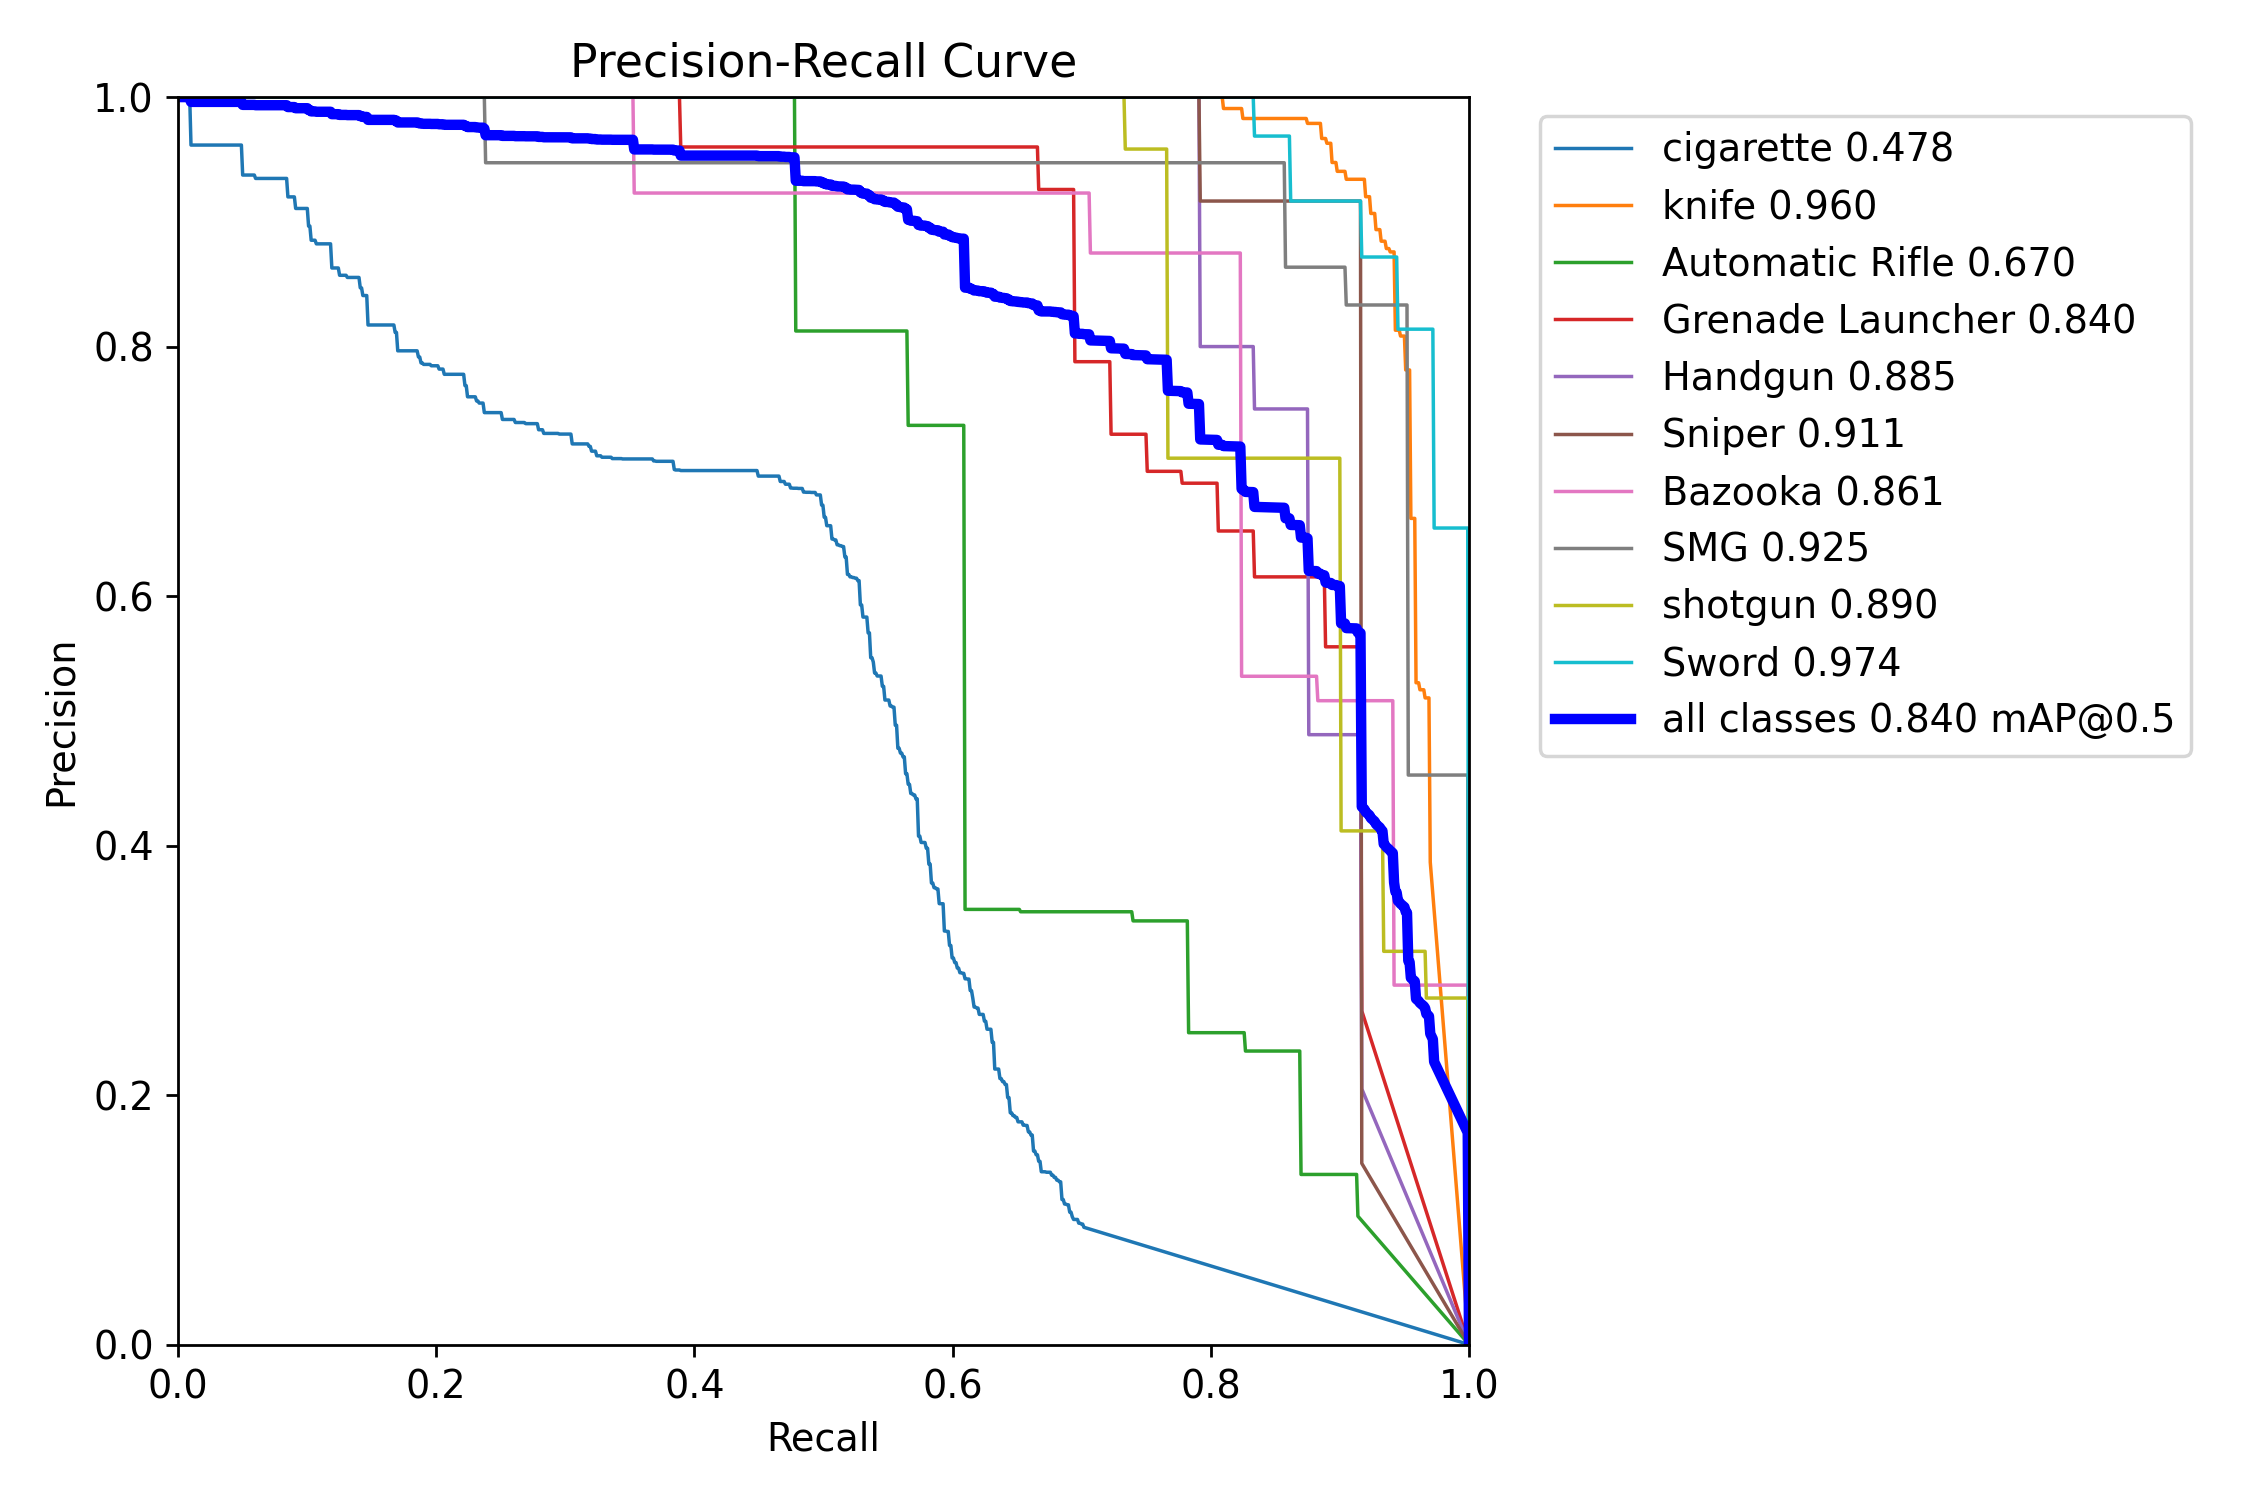 Precision-Recall Curve
1.0
0.8
0.6
0.4
0.2
0.0
Precision
0.0 0.2 0.4 0.6 0.8 1.0
Recall
cigarette 0.478
knife 0.960
Automatic Rifle 0.670
Grenade Launcher 0.840
Handgun 0.885
Sniper 0.911
Bazooka 0.861
SMG 0.925
shotgun 0.890
Sword 0.974
all classes 0.840 mAP@0.5